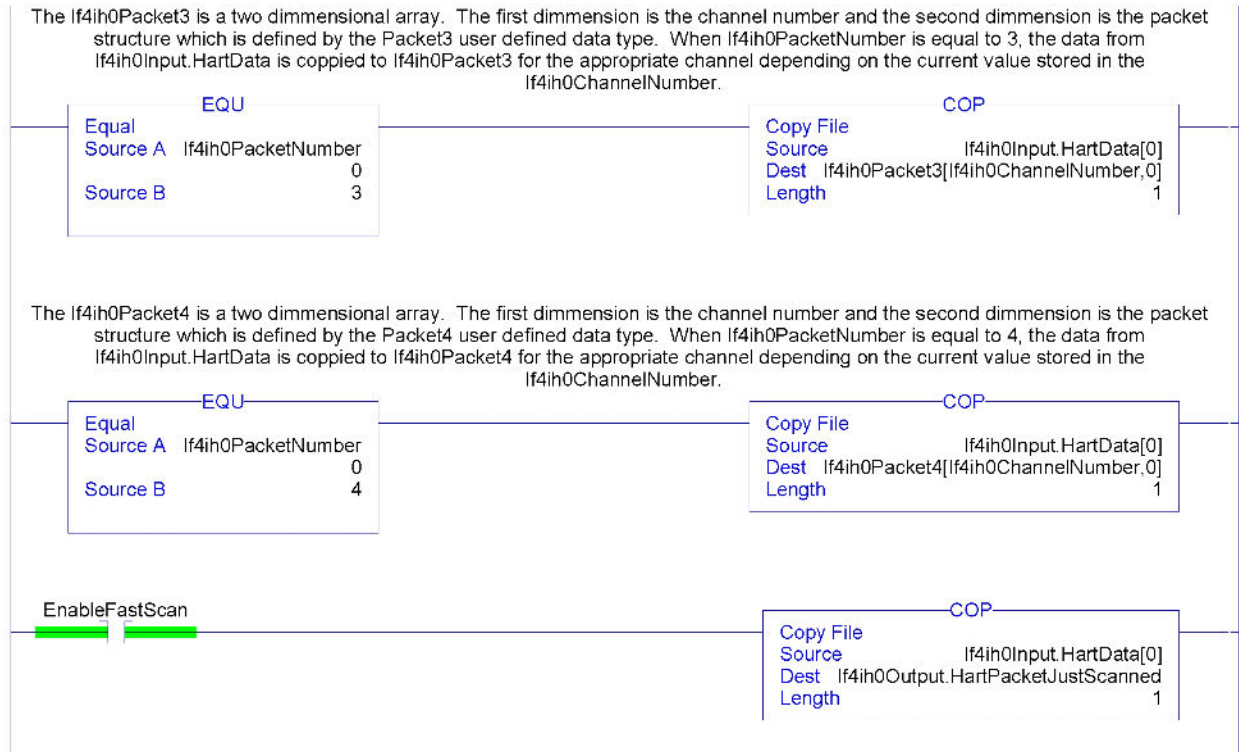 The If4ih0Packet3 is a two dimmensional array. The first dimmension is the channel number and the second dimmension is the packet
structure which is defined by the Packet3 user defined data type. When If4ih0PacketNumber is equal to 3, the data from
If4ih0Input.HartData is coppied to If4ih0Packet3 for the appropriate channel depending on the current value stored in the
If4ih0ChannelNumber.
EQU
Equal
Source A If4ih0PacketNumber
0
Source B 3
COP
Copy File
Source If4ih0Input.HartData[0]
Dest If4ih0Packet3[If4ih0ChannelNumber,0]
Length 1
The If4ih0Packet4 is a two dimmensional array. The first dimmension is the channel number and the second dimmension is the packet
structure which is defined by the Packet4 user defined data type. When If4ih0PacketNumber is equal to 4, the data from
If4ih0Input.HartData is coppied to If4ih0Packet4 for the appropriate channel depending on the current value stored in the
If4ih0ChannelNumber.
EQU
Equal
Source A If4ih0PacketNumber
0
Source B 4
COP
Copy File
Source If4ih0Input.HartData[0]
Dest If4ih0Packet4[If4ih0ChannelNumber,0]
Length 1
EnableFastScan
COP
Copy File
Source If4ih0Input.HartData[0]
Dest If4ih0Output.HartPacketJustScanned
Length 1